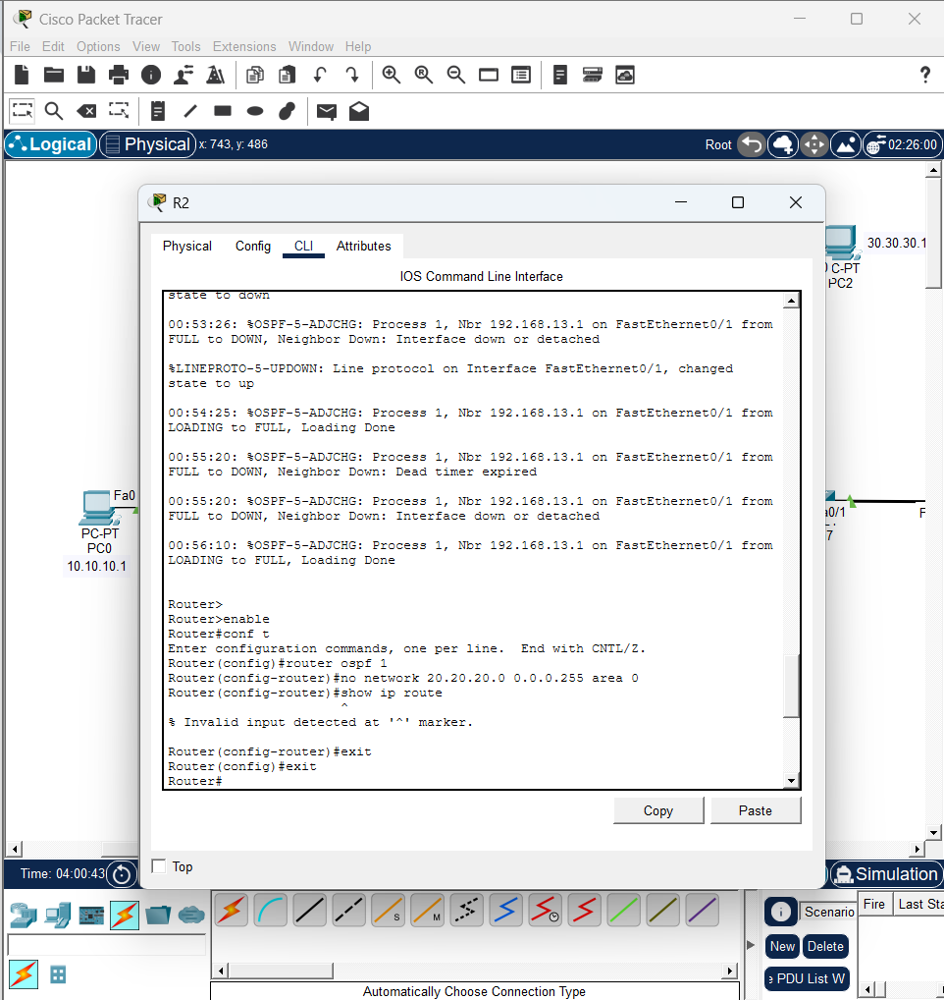 Cisco Packet Tracer
File Edit Options View Tools Extensions Window Help
?
Logical Physical x: 743, y: 486 Root 02:26:00
R2
Physical Config CLI Attributes
IOS Command Line Interface
30.30.30.1
C-PT
PC2
state to down
00:53:26: %OSPF-5-ADJCHG: Process 1, Nbr 192.168.13.1 on FastEthernet0/1 from
FULL to DOWN, Neighbor Down: Interface down or detached
%LINEPROTO-5-UPDOWN: Line protocol on Interface FastEthernet0/1, changed
state to up
00:54:25: %OSPF-5-ADJCHG: Process 1, Nbr 192.168.13.1 on FastEthernet0/1 from
LOADING to FULL, Loading Done
00:55:20: %OSPF-5-ADJCHG: Process 1, Nbr 192.168.13.1 on FastEthernet0/1 from
FULL to DOWN, Neighbor Down: Dead timer expired
00:55:20: %OSPF-5-ADJCHG: Process 1, Nbr 192.168.13.1 on FastEthernet0/1 from
FULL to DOWN, Neighbor Down: Interface down or detached
00:56:10: %OSPF-5-ADJCHG: Process 1, Nbr 192.168.13.1 on FastEthernet0/1 from
LOADING to FULL, Loading Done
Router>
Router>enable
Router#conf t
Enter configuration commands, one per line.  End with CNTL/Z.
Router(config)#router ospf 1
Router(config-router)#no network 20.20.20.0 0.0.0.255 area 0
Router(config-router)#show ip route
^
% Invalid input detected at '^' marker.
Router(config-router)#exit
Router(config)#exit
Router#
Fa0
PC-PT
PC0
10.10.10.1
a0/1
F
7
Copy Paste
Top
Time: 04:00:43 Simulation
S M
Scenario Fire Last Sta
New Delete
e PDU List W
Automatically Choose Connection Type